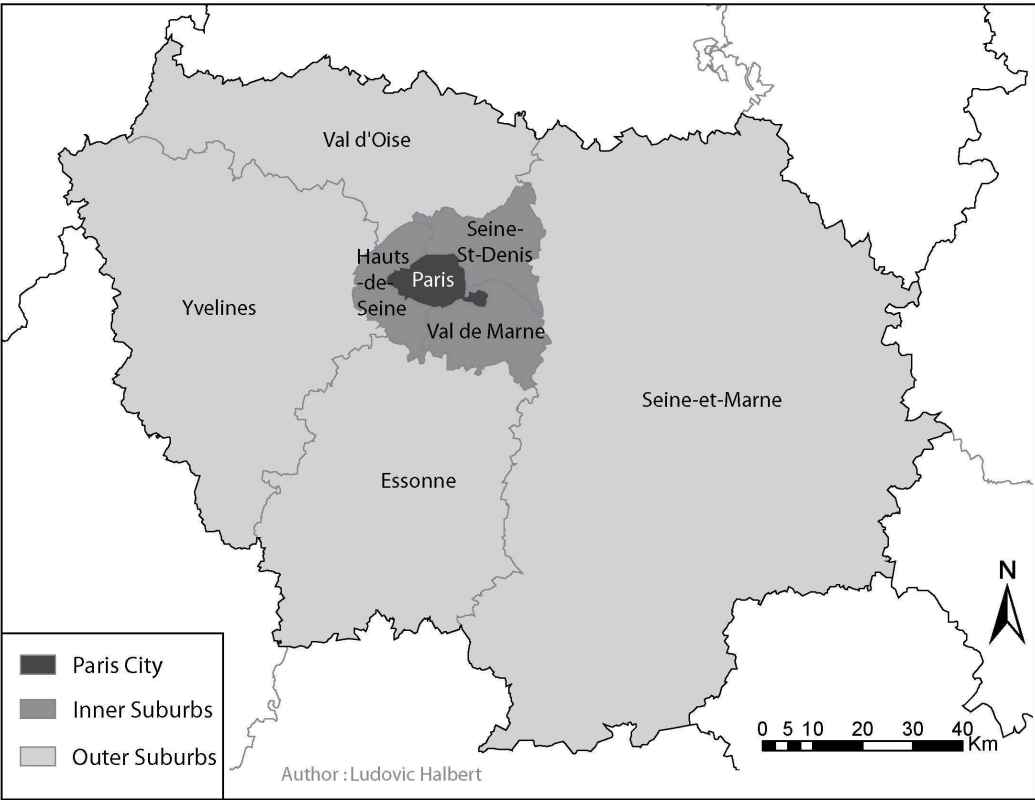 Val d'Oise
Seine-
St-Denis
Hauts
-de-
Seine
Paris
Yvelines
Val de Marne
Seine-et-Marne
Essonne
N
Paris City
Inner Suburbs
Outer Suburbs
0 5 10 20 30 40
Km
Author : Ludovic Halbert